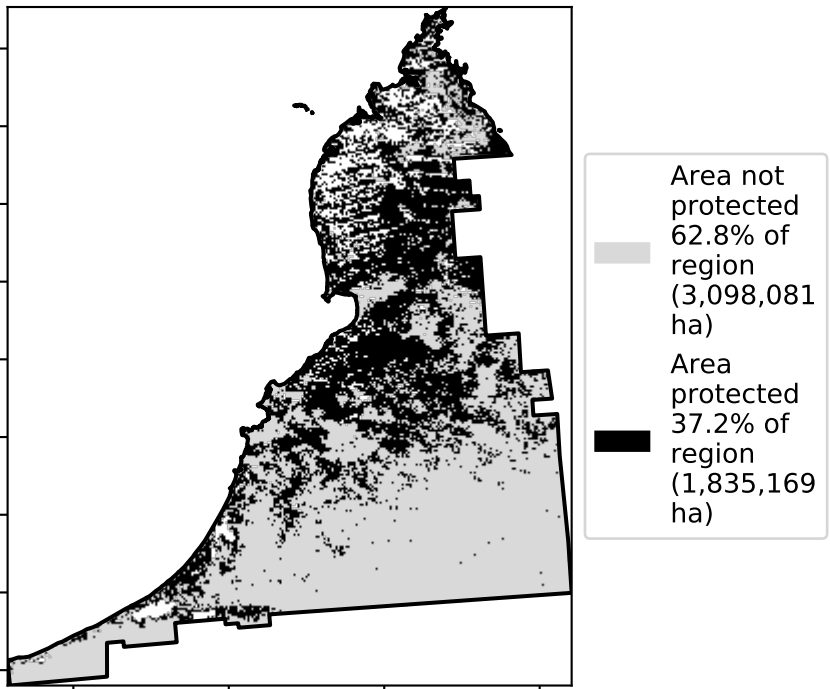 Area not
protected
62.8% of
region
(3,098,081
ha)
Area
protected
37.2% of
region
(1,835,169
ha)